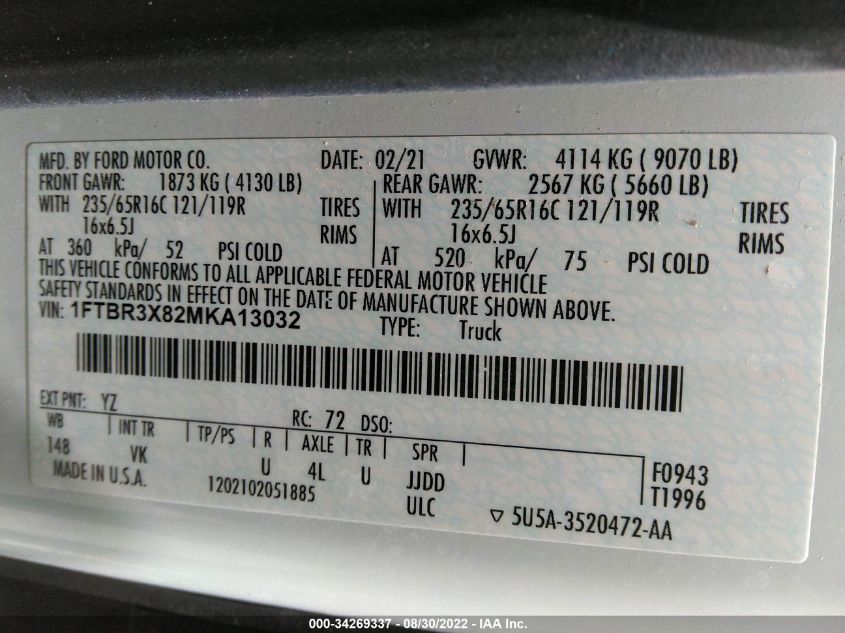 MFD. BY FORD MOTOR CO. DATE: 02/21 GVWR: 4114 KG ( 9070 LB)
FRONT GAWR: 1873 KG ( 4130 LB) REAR GAWR: 2567 KG ( 5660 LB)
WITH 235/65R16C 121/119R TIRES WITH 235/65R16C 121/119R TIRES
16x6.5J RIMS 16x6.5J RIMS
AT 360 kPa/ 52 PSI COLD AT 520 kPa/ 75 PSI COLD
THIS VEHICLE CONFORMS TO ALL APPLICABLE FEDERAL MOTOR VEHICLE
SAFETY STANDARDS IN EFFECT ON THE DATE OF MANUFACTURE SHOWN ABOVE.
VIN: 1FTBR3X82MKA13032 TYPE: Truck
EXT PNT: YZ RC: 72 DSO:
WB INT TR TP/PS R AXLE TR SPR
148 VK U 4L U JJDD F0943
MADE IN U.S.A. 1202102051885 ULC T1996
▽ 5U5A-3520472-AA
000-34269337 - 08/30/2022 - IAA Inc.